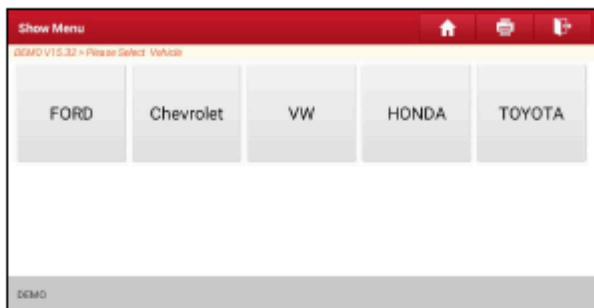 Show Menu
DEMO V15.32 > Please Select Vehicle
FORD Chevrolet VW HONDA TOYOTA
DEMO